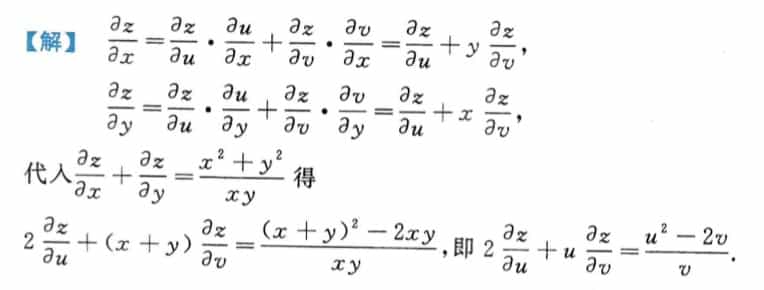 【解】 $\frac{\partial z}{\partial x}=\frac{\partial z}{\partial u}\cdot\frac{\partial u}{\partial x}+\frac{\partial z}{\partial v}\cdot\frac{\partial v}{\partial x}=\frac{\partial z}{\partial u}+y\frac{\partial z}{\partial v},$
$\frac{\partial z}{\partial y}=\frac{\partial z}{\partial u}\cdot\frac{\partial u}{\partial y}+\frac{\partial z}{\partial v}\cdot\frac{\partial v}{\partial y}=\frac{\partial z}{\partial u}+x\frac{\partial z}{\partial v},$
代入$\frac{\partial z}{\partial x}+\frac{\partial z}{\partial y}=\frac{x^2+y^2}{xy}$ 得
$2\frac{\partial z}{\partial u}+(x+y)\frac{\partial z}{\partial v}=\frac{(x+y)^2-2xy}{xy}$,即 $2\frac{\partial z}{\partial u}+u\frac{\partial z}{\partial v}=\frac{u^2-2v}{v}.$